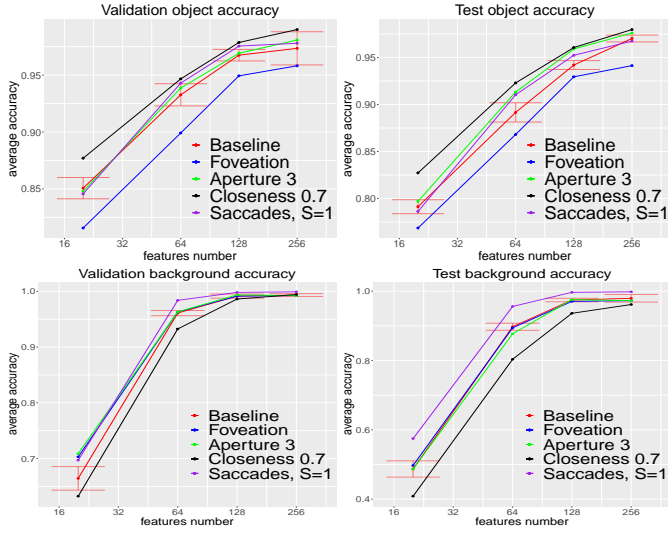 Validation object accuracy
average accuracy
0.95
0.90
0.85
16
32
64
128
256
features number
Baseline
Foveation
Aperture 3
Closeness 0.7
Saccades, S=1
Test object accuracy
average accuracy
0.95
0.90
0.85
0.80
16
32
64
128
256
features number
Baseline
Foveation
Aperture 3
Closeness 0.7
Saccades, S=1
Validation background accuracy
average accuracy
1.0
0.9
0.8
0.7
16
32
64
128
256
features number
Baseline
Foveation
Aperture 3
Closeness 0.7
Saccades, S=1
Test background accuracy
average accuracy
1.0
0.8
0.6
0.4
16
32
64
128
256
features number
Baseline
Foveation
Aperture 3
Closeness 0.7
Saccades, S=1